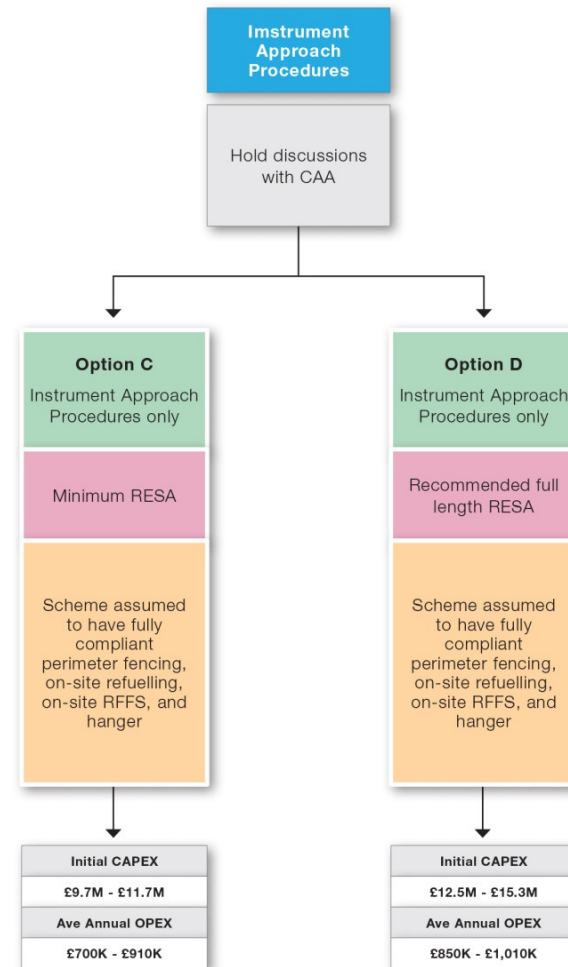 Imstrument
Approach
Procedures
Hold discussions
with CAA
Option C
Instrument Approach
Procedures only
Minimum RESA
Scheme assumed
to have fully
compliant
perimeter fencing,
on-site refuelling,
on-site RFFS, and
hanger
Initial CAPEX
£9.7M - £11.7M
Ave Annual OPEX
£700K - £910K
Option D
Instrument Approach
Procedures only
Recommended full
length RESA
Scheme assumed
to have fully
compliant
perimeter fencing,
on-site refuelling,
on-site RFFS, and
hanger
Initial CAPEX
£12.5M - £15.3M
Ave Annual OPEX
£850K - £1,010K